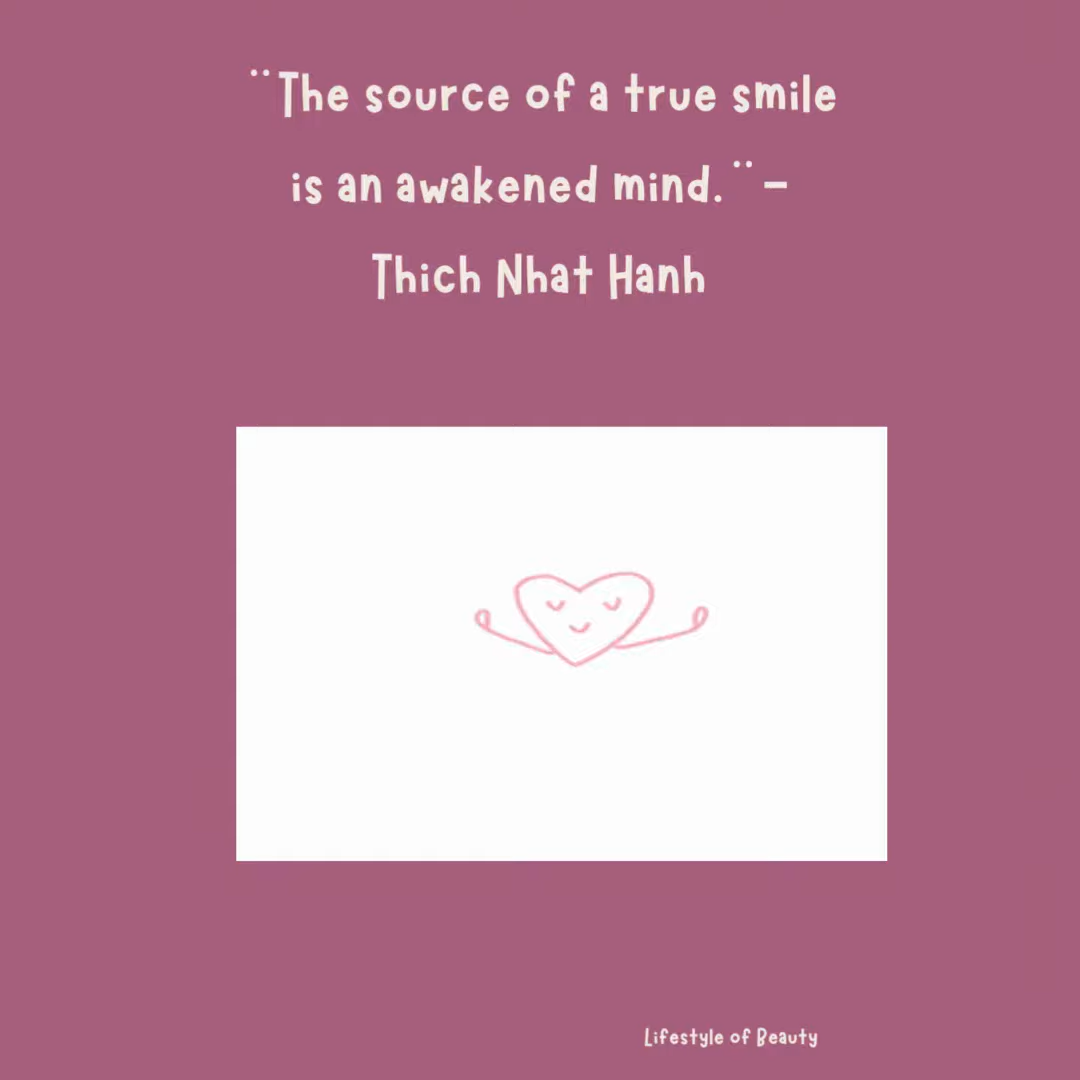 ¨The source of a true smile
is an awakened mind.¨ –
Thich Nhat Hanh
Lifestyle of Beauty